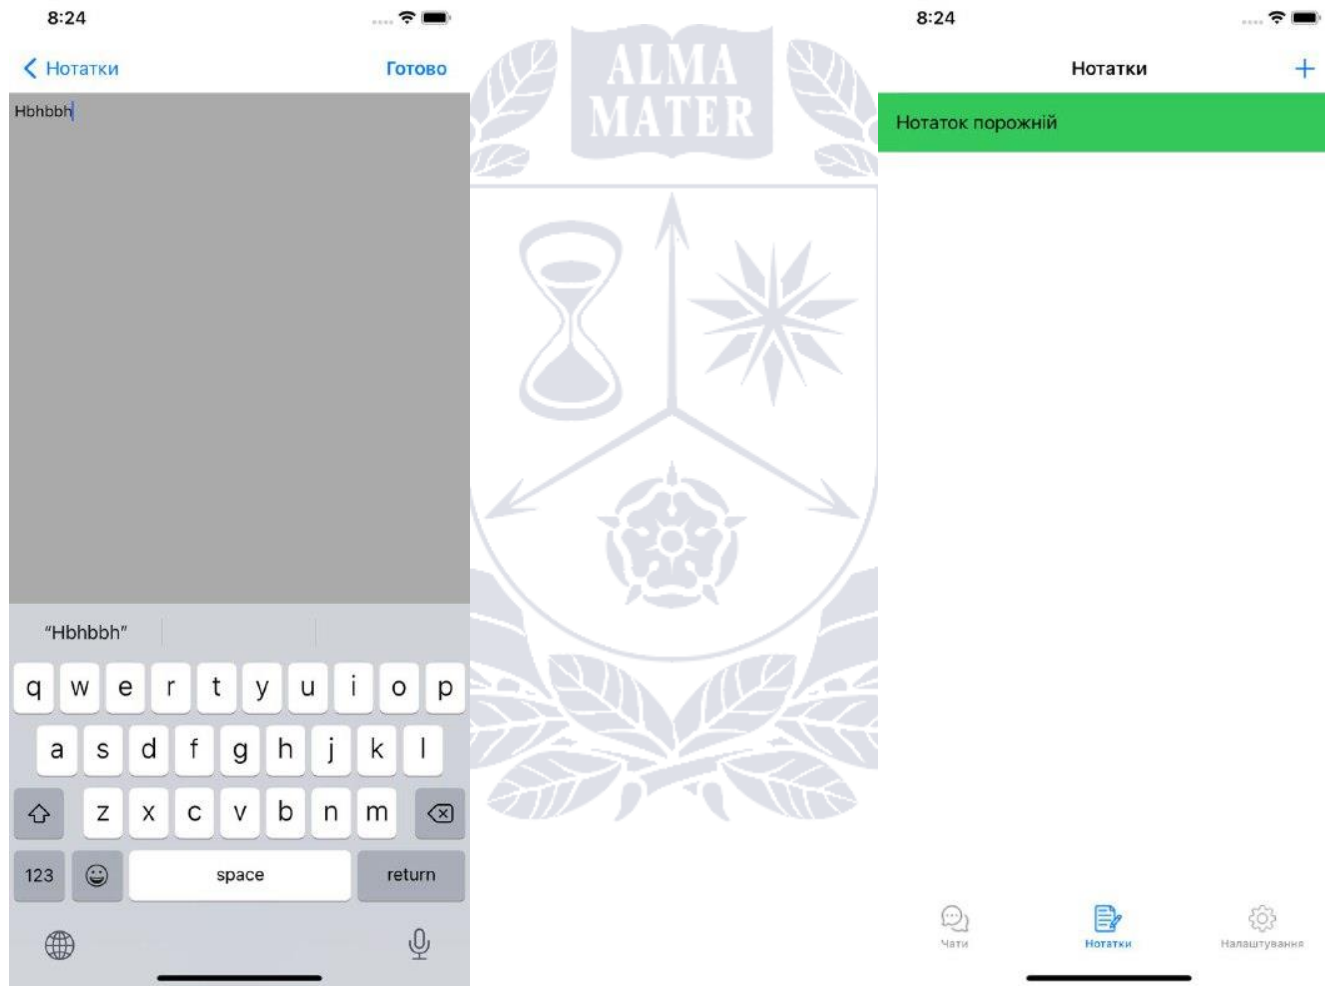 8:24
Нотатки
Готово
Hbhbbh
"Hbhbbh"
q w e r t y u i o p
a s d f g h j k l
z x c v b n m
123
space
return
ALMA
MATER
8:24
Нотатки
Нотаток порожній
Чати
Нотатки
Налаштування